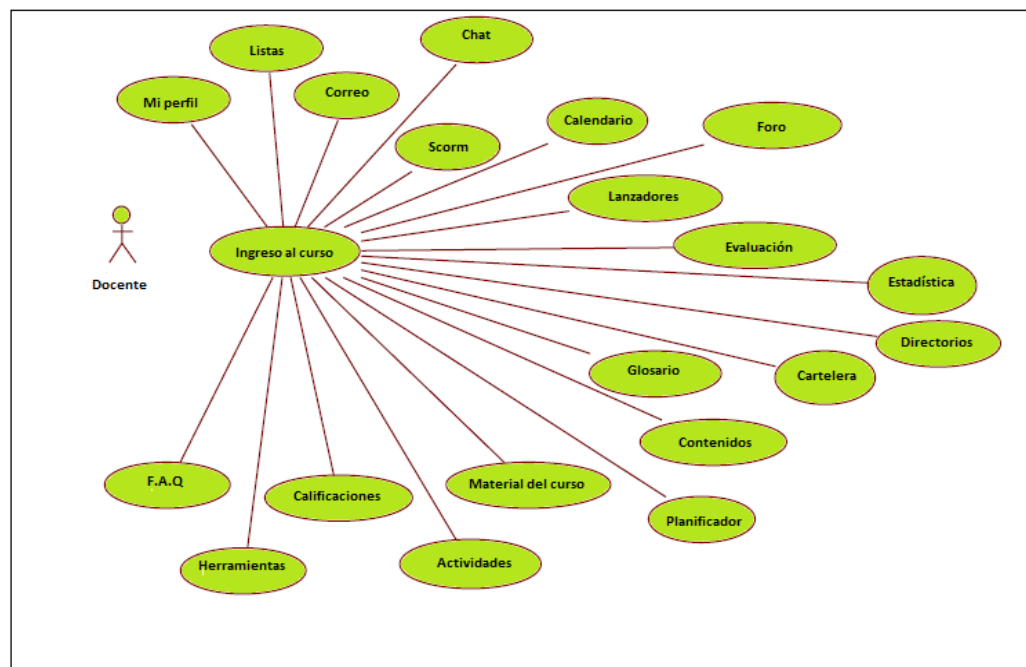 Chat
Listas
Correo
Mi perfil
Calendario
Foro
Scorm
Lanzadores
Ingreso al curso
Evaluación
Docente
Estadística
Directorios
Glosario
Cartelera
Contenidos
F.A.Q
Calificaciones
Material del curso
Planificador
Herramientas
Actividades